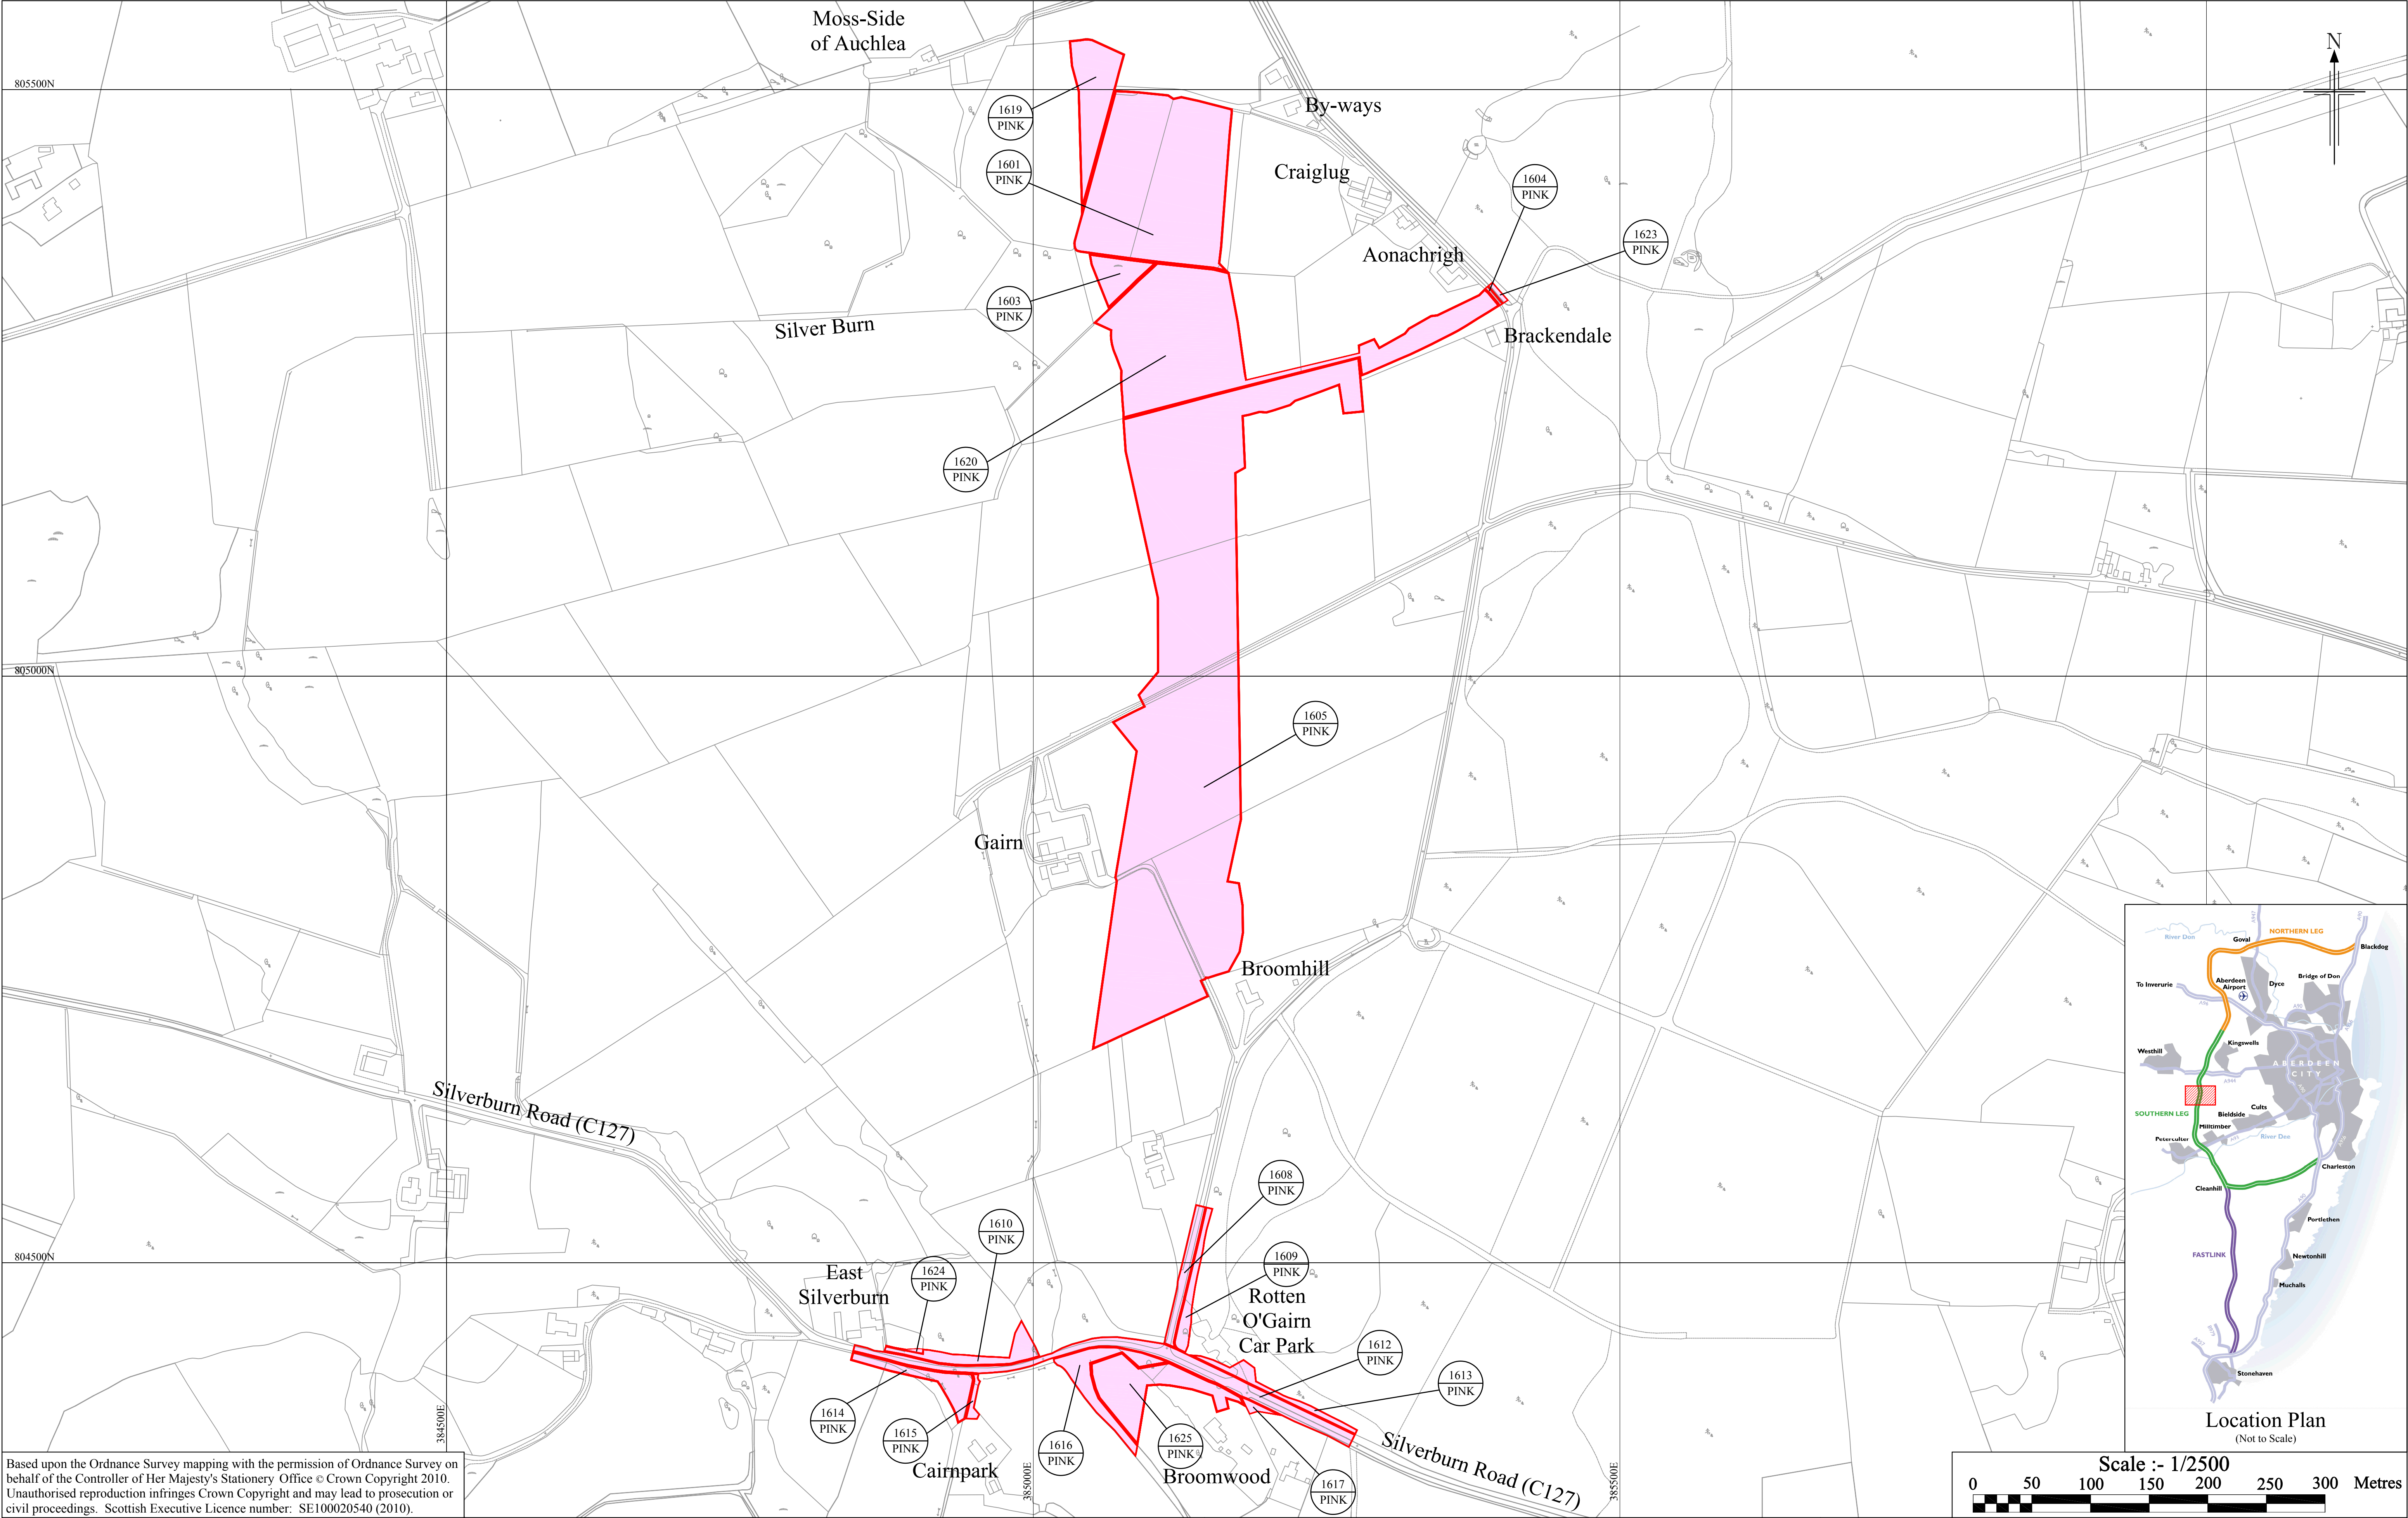 Moss-Side
of Auchlea
N
805500N
By-ways
1619
PINK
1601
PINK
Craiglug
1604
PINK
1623
PINK
Aonachrigh
1603
PINK
Silver Burn
Brackendale
1620
PINK
805000N
1605
PINK
Gairn
Broomhill
Silverburn Road (C127)
1608
PINK
1610
PINK
804500N
1624
PINK
1609
PINK
East
Silverburn
Rotten
O'Gairn
Car Park
1612
PINK
1613
PINK
1614
PINK
1615
PINK
1616
PINK
1625
PINK
1617
PINK
Cairnpark
Broomwood
Silverburn Road (C127)
384500E
385000E
385500E
River Don
Goval
NORTHERN LEG
Blackdog
A947
A90
To Inverurie
Aberdeen
Airport
Dyce
Bridge of Don
A96
A90
Westhill
Kingswells
ABERDEEN
CITY
A944
SOUTHERN LEG
Bieldside
Cults
Milltimber
Peterculter
A93
River Dee
Charleston
Cleanhill
A90
Portlethen
FASTLINK
Newtonhill
Muchalls
A957
Stonehaven
Location Plan
(Not to Scale)
Scale :- 1/2500
0 50 100 150 200 250 300 Metres
Based upon the Ordnance Survey mapping with the permission of Ordnance Survey on
behalf of the Controller of Her Majesty's Stationery Office © Crown Copyright 2010.
Unauthorised reproduction infringes Crown Copyright and may lead to prosecution or
civil proceedings. Scottish Executive Licence number: SE100020540 (2010).